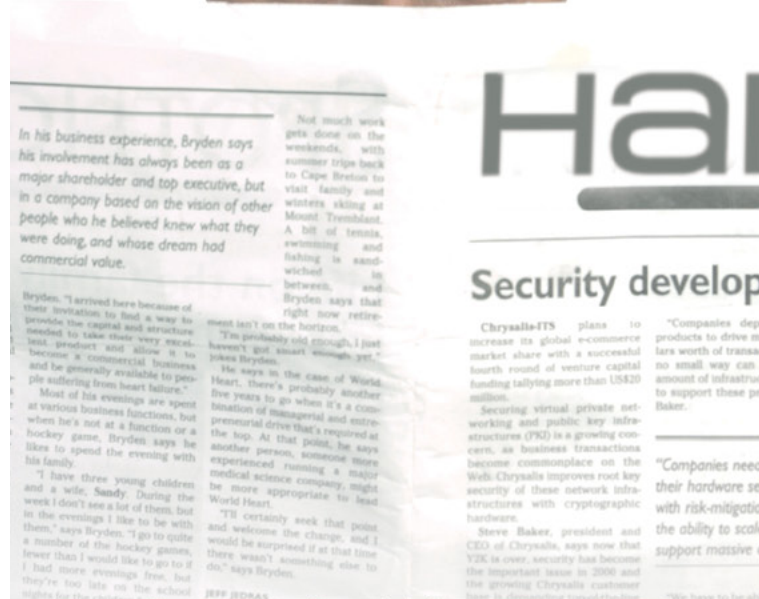 In his business experience, Bryden says
his involvement has always been as a
major shareholder and top executive, but
in a company based on the vision of other
people who he believed knew what they
were doing, and whose dream had
commercial value.
Bryden. "I arrived here because of
their invitation to find a way to
provide the capital and structure
needed to take their very excel-
lent product and allow it to
become a commercial business
and be generally available to peo-
ple suffering from heart failure."
Most of his evenings are spent
at various business functions, but
when he's not at a function or a
hockey game, Bryden says he
likes to spend the evening with
his family.
"I have three young children
and a wife, Sandy. During the
week I don't see a lot of them, but
in the evenings I like to be with
them," says Bryden. "I go to quite
a number of the hockey games,
fewer than I would like to go to if
I had more evenings free, but
they're too late on the school
Not much work
gets done on the
weekends, with
summer trips back
to Cape Breton to
visit family and
winters skiing at
Mount Tremblant.
A bit of tennis,
swimming and
fishing is sand-
wiched in
between, and
Bryden says that
right now retire-
ment isn't on the horizon.
"I'm probably old enough, I just
haven't got smart enough yet,"
jokes Bryden.
He says in the case of World
Heart, there's probably another
five years to go when it's a com-
bination of managerial and entre-
preneurial drive that's required at
the top. At that point, he says
another person, someone more
experienced running a major
medical science company, might
be more appropriate to lead
World Heart.
"I'll certainly seek that point
and welcome the change, and I
would be surprised if at that time
there wasn't something else to
do," says Bryden.
JEFF JEDRAS
Har
Security develop
Chrysalis-ITS plans to
increase its global e-commerce
market share with a successful
fourth round of venture capital
funding tallying more than US$20
million.
Securing virtual private net-
working and public key infra-
structures (PKI) is a growing con-
cern, as business transactions
become commonplace on the
Web. Chrysalis improves root key
security of these network infra-
structures with cryptographic
hardware.
Steve Baker, president and
CEO of Chrysalis, says now that
Y2K is over, security has become
the important issue in 2000 and
the growing Chrysalis customer
"Companies dep
products to drive m
lars worth of transa
no small way can
amount of infrastruc
to support these pr
Baker.
"Companies need
their hardware se
with risk-mitigatio
the ability to scal
support massive
"We have to be ab